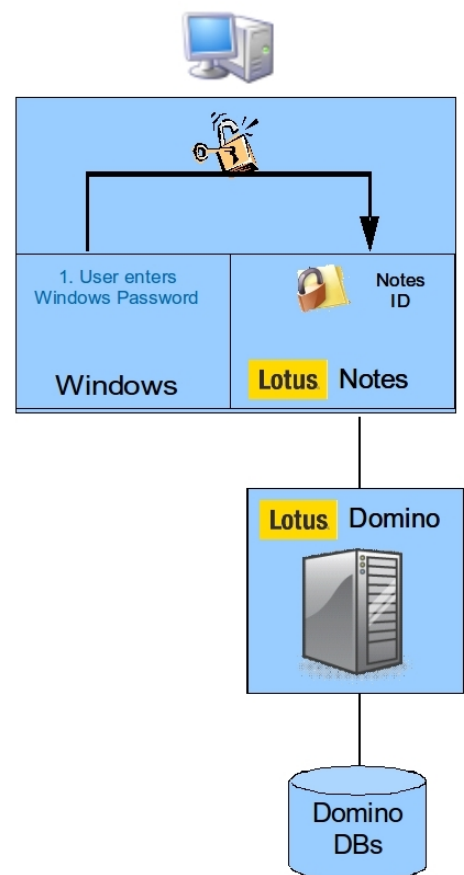 1. User enters
Windows Password
Notes
ID
Windows
Lotus Notes
Lotus Domino
Domino
DBs